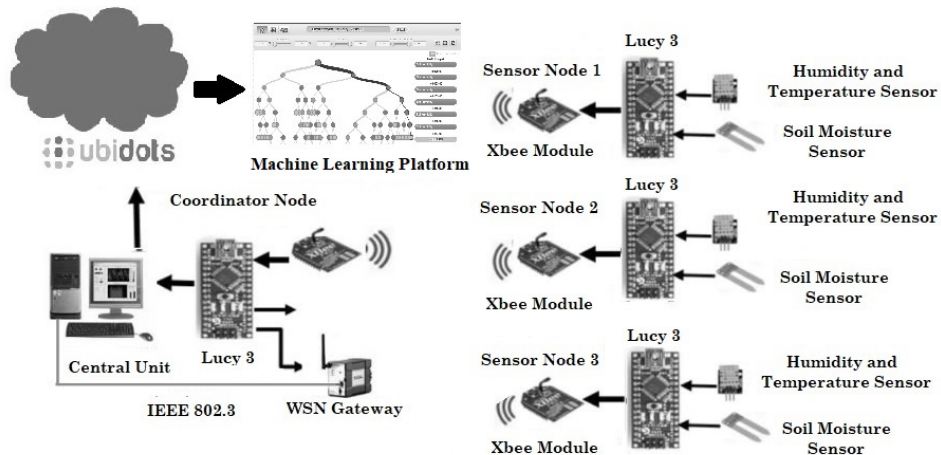 ubidots
Machine Learning Platform
Coordinator Node
Lucy 3
Central Unit
IEEE 802.3
WSN Gateway
Sensor Node 1
Lucy 3
Xbee Module
Humidity and
Temperature Sensor
Soil Moisture
Sensor
Sensor Node 2
Lucy 3
Xbee Module
Humidity and
Temperature Sensor
Soil Moisture
Sensor
Sensor Node 3
Lucy 3
Xbee Module
Humidity and
Temperature Sensor
Soil Moisture
Sensor